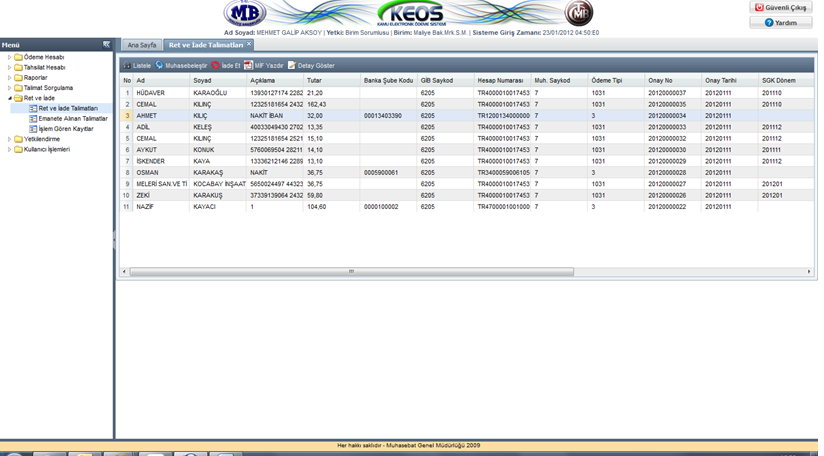 T.C.
MB
KEOS
KAMU ELEKTRONİK ÖDEME SİSTEMİ
Güvenli Çıkış
Yardım
Ad Soyad: MEHMET GALİP AKSOY | Yetki: Birim Sorumlusu | Birim: Maliye Bak.Mrk.S.M. | Sisteme Giriş Zamanı: 23/01/2012 04:50:E0
Menü
Ana Sayfa Ret ve İade Talimatları
Ödeme Hesabı
Tahsilat Hesabı
Raporlar
Talimat Sorgulama
Ret ve İade
Ret ve İade Talimatları
Emanete Alınan Talimatlar
İşlem Gören Kayıtlar
Yetkilendirme
Kullanıcı İşlemleri
Listele Muhasebeleştir İade Et MİF Yazdır Detay Göster
No Ad Soyad Açıklama Tutar Banka Şube Kodu GİB Saykod Hesap Numarası Muh. Saykod Ödeme Tipi Onay No Onay Tarihi SGK Dönem
1 HÜDAVER KARAOĞLU 13930127174 2282 21,20 6205 TR4000010017453 7 1031 20120000037 20120111 201110
2 CEMAL KILINÇ 12325181654 2432 162,43 6205 TR4000010017453 7 1031 20120000035 20120111 201110
3 AHMET KILIÇ NAKİT İBAN 32,00 00013403390 6205 TR1200134000000 7 3 20120000034 20120111
4 ADİL KELEŞ 40033049430 2702 13,35 6205 TR4000010017453 7 1031 20120000033 20120111 201112
5 CEMAL KILINÇ 12325181654 2521 15,10 6205 TR4000010017453 7 1031 20120000032 20120111 201112
6 AYKUT KONUK 5760069504 28211 14,10 6205 TR4000010017453 7 1031 20120000030 20120111 201111
7 İSKENDER KAYA 13336212146 2289 13,10 6205 TR4000010017453 7 1031 20120000029 20120111 201112
8 OSMAN KARAKAŞ NAKİT 36,75 0005900061 6205 TR3400059006105 7 3 20120000028 20120111
9 MELERİ SAN.VE Tİ KOCABAY İNŞAAT 5650024497 44323 36,75 6205 TR4000010017453 7 1031 20120000027 20120111 201201
10 ZEKİ KARAKUŞ 37339139064 2432 59,80 6205 TR4000010017453 7 1031 20120000026 20120111 201201
11 NAZİF KAYACI 1 104,60 0000100002 6205 TR4700001001000 7 3 20120000022 20120111
Her hakkı saklıdır - Muhasebat Genel Müdürlüğü 2009